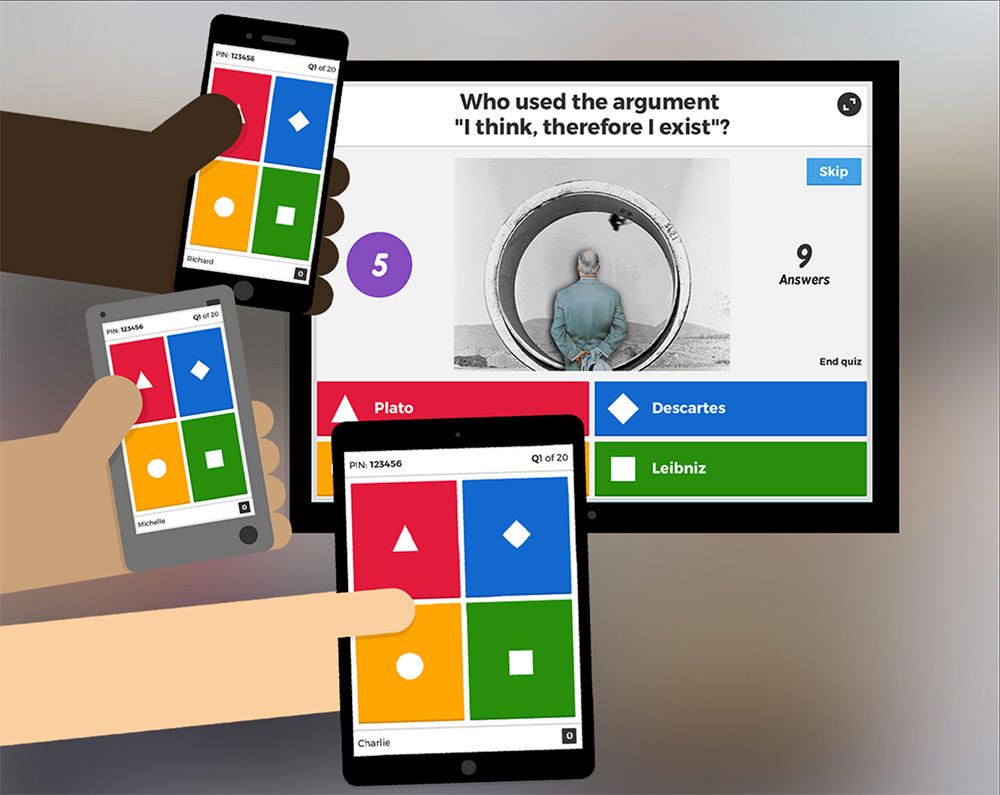 PIN: 123456
Q1 of 20
Richard
0
Who used the argument
"I think, therefore I exist"?
Skip
5
1295
9
Answers
End quiz
Plato
Descartes
Leibniz
PIN: 123456
Q1 of 20
Michelle
0
PIN: 123456
Q1 of 20
Charlie
0